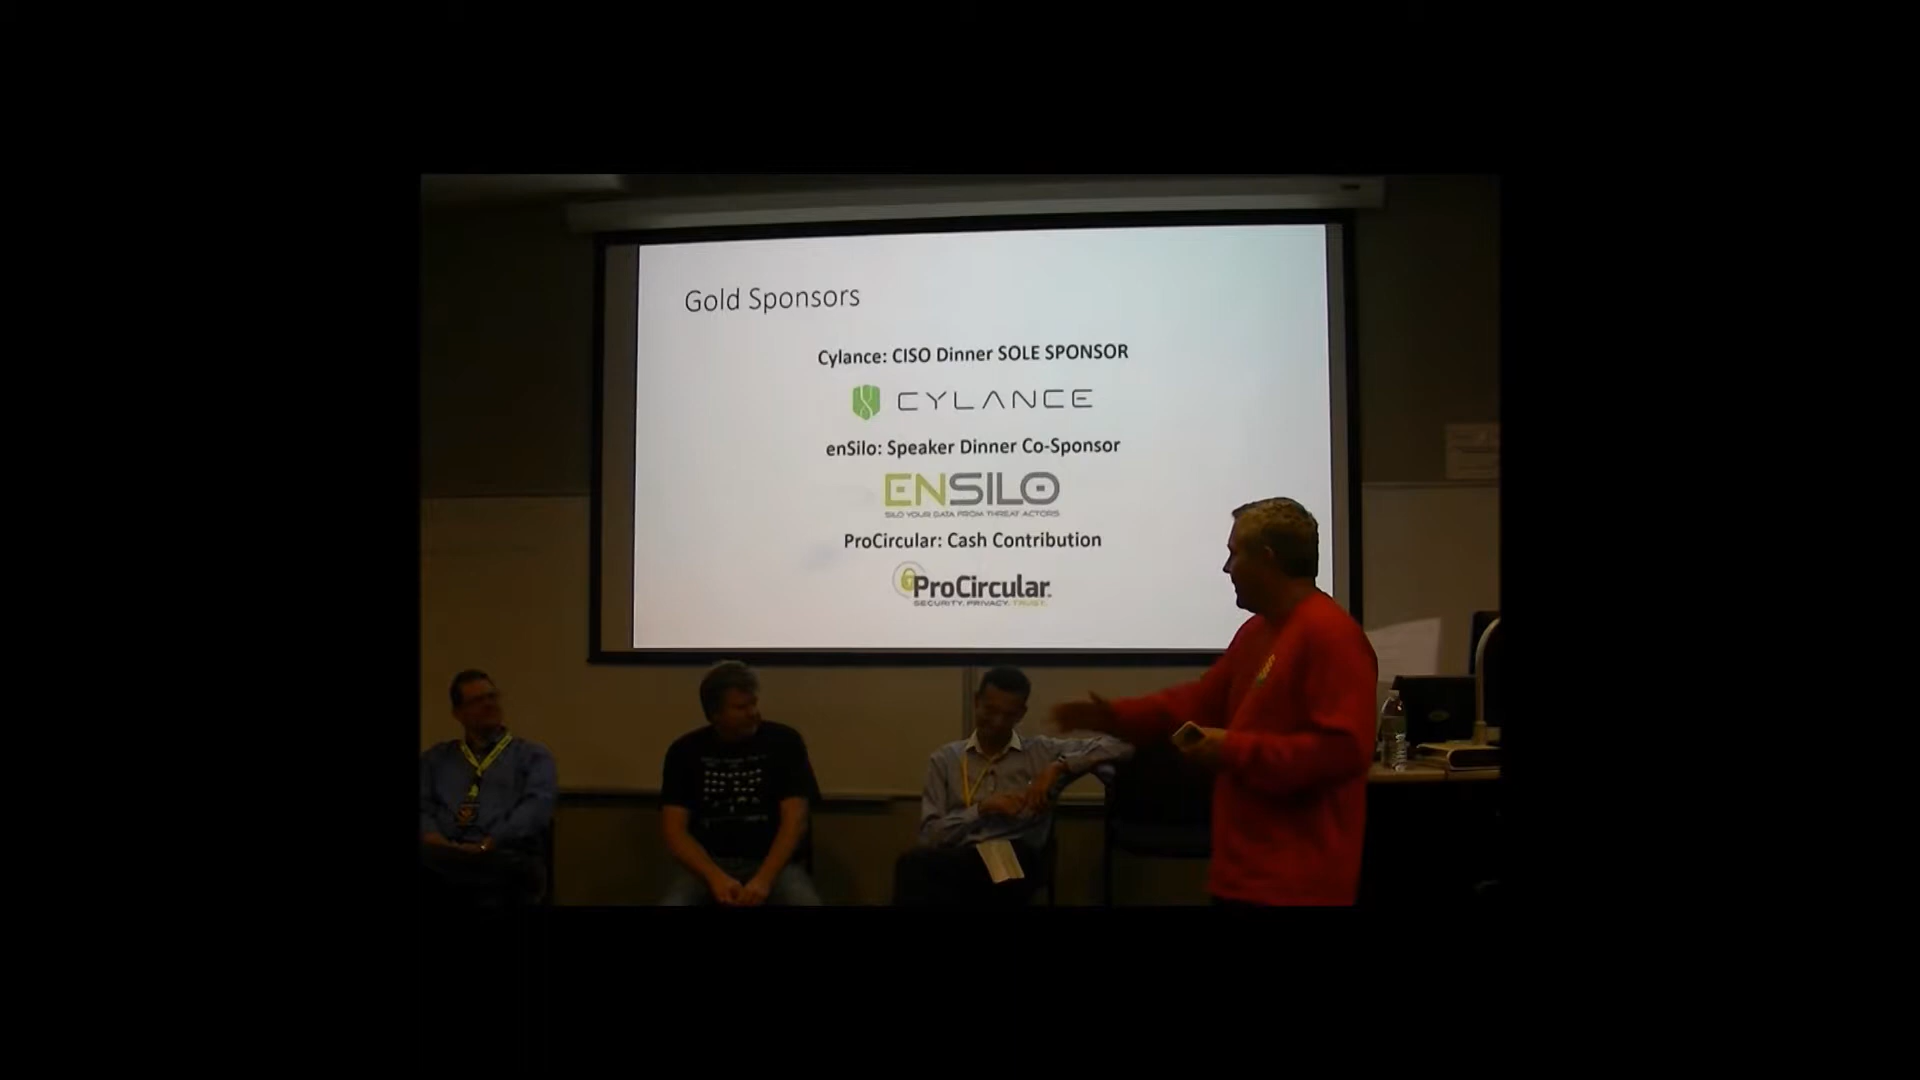 Gold Sponsors
Cylance: CISO Dinner SOLE SPONSOR
CYLANCE
enSilo: Speaker Dinner Co-Sponsor
ENSILO
SILO YOUR DATA FROM THREAT ACTORS
ProCircular: Cash Contribution
ProCircular.
SECURITY. PRIVACY. TRUST.